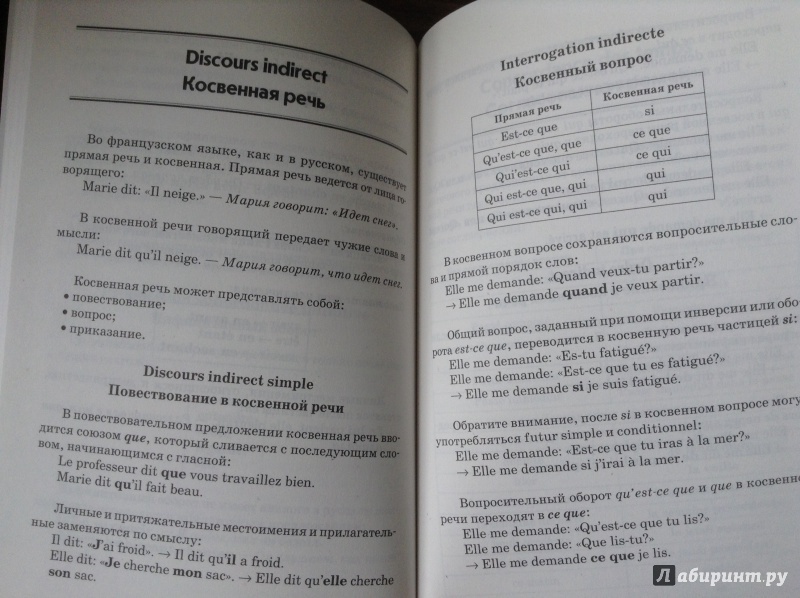 Discours indirect
Косвенная речь
Во французском языке, как и в русском, существует
прямая речь и косвенная. Прямая речь ведется от лица го-
ворящего:
Marie dit: «Il neige.» — Мария говорит: «Идет снег».
В косвенной речи говорящий передает чужие слова и
мысли:
Marie dit qu'il neige. — Мария говорит, что идет снег.
Косвенная речь может представлять собой:
• повествование;
• вопрос;
• приказание.
Discours indirect simple
Повествование в косвенной речи
В повествовательном предложении косвенная речь вво-
дится союзом que, который сливается с последующим сло-
вом, начинающимся с гласной:
Le professeur dit que vous travaillez bien.
Marie dit qu'il fait beau.
Личные и притяжательные местоимения и прилагатель-
ные заменяются по смыслу:
Il dit: «J'ai froid». → Il dit qu'il a froid.
Elle dit: «Je cherche mon sac». → Elle dit qu'elle cherche
son sac.
Interrogation indirecte
Косвенный вопрос
Прямая речь Косвенная речь
Est-ce que si
Qu'est-ce que, que ce que
Qu'est-ce qui ce qui
Qui est-ce que, qui qui
Qui est-ce qui, qui qui
В косвенном вопросе сохраняются вопросительные сло-
ва и прямой порядок слов:
Elle me demande: «Quand veux-tu partir?»
→ Elle me demande quand je veux partir.
Общий вопрос, заданный при помощи инверсии или обо-
рота est-ce que, переводится в косвенную речь частицей si:
Elle me demande: «Es-tu fatigué?»
Elle me demande: «Est-ce que tu es fatigué?»
→ Elle me demande si je suis fatigué.
Обратите внимание, после si в косвенном вопросе могу
употребляться futur simple и conditionnel:
Elle me demande: «Est-ce que tu iras à la mer?»
→ Elle me demande si j'irai à la mer.
Вопросительный оборот qu'est-ce que и que в косвенно
речи переходят в ce que:
Elle me demande: «Qu'est-ce que tu lis?»
Elle me demande: «Que lis-tu?»
→ Elle me demande ce que je lis.
Лабиринт.ру